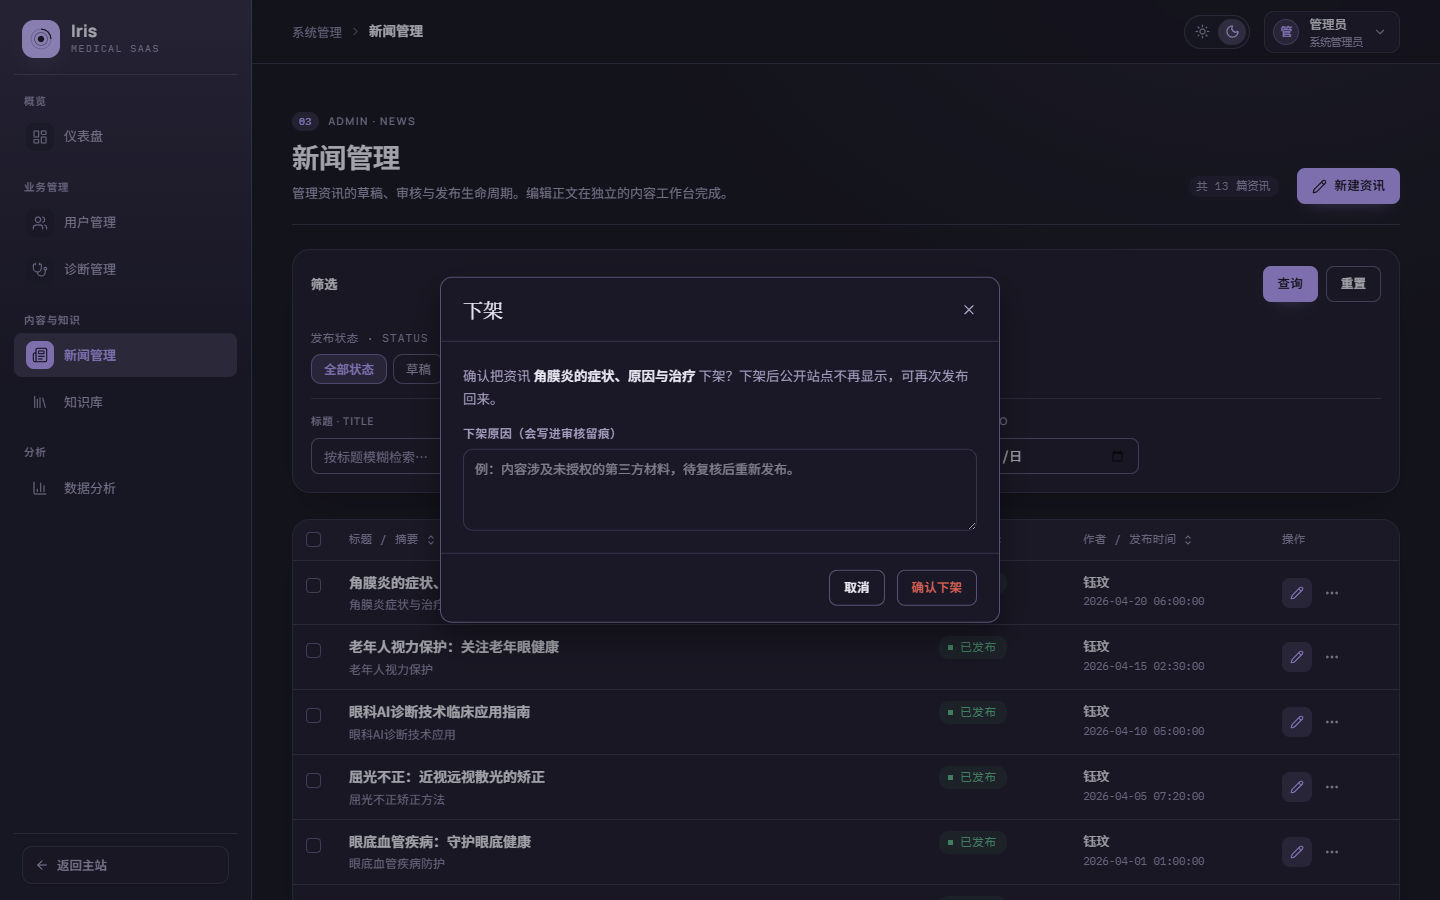 Iris
MEDICAL SAAS
概览
仪表盘
业务管理
用户管理
诊断管理
内容与知识
新闻管理
知识库
分析
数据分析
返回主站
系统管理
新闻管理
管
管理员
系统管理员
03
ADMIN · NEWS
新闻管理
管理资讯的草稿、审核与发布生命周期。编辑正文在独立的内容工作台完成。
共 13 篇资讯
新建资讯
筛选
查询
重置
发布状态 · STATUS
全部状态
草稿
标题 · TITLE
按标题模糊检索…
/日
下架
确认把资讯 角膜炎的症状、原因与治疗 下架？下架后公开站点不再显示，可再次发布
回来。
下架原因（会写进审核留痕）
例：内容涉及未授权的第三方材料，待复核后重新发布。
取消
确认下架
标题 / 摘要
作者 / 发布时间
操作
角膜炎的症状、
角膜炎症状与治疗
钰玟
2026-04-20 06:00:00
老年人视力保护：关注老年眼健康
老年人视力保护
已发布
钰玟
2026-04-15 02:30:00
眼科AI诊断技术临床应用指南
眼科AI诊断技术应用
已发布
钰玟
2026-04-10 05:00:00
屈光不正：近视远视散光的矫正
屈光不正矫正方法
已发布
钰玟
2026-04-05 07:20:00
眼底血管疾病：守护眼底健康
眼底血管疾病防护
已发布
钰玟
2026-04-01 01:00:00